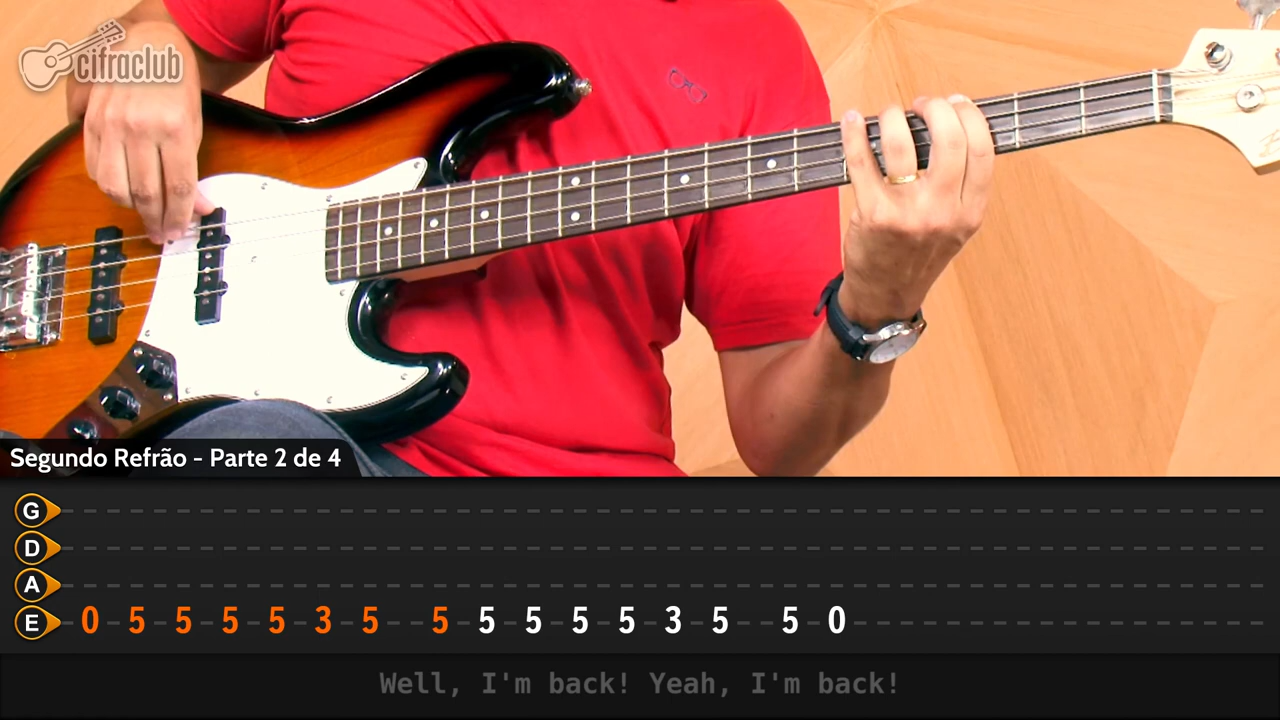 cifraclub
Segundo Refrão - Parte 2 de 4
G
D
A
E 0 5 5 5 5 3 5 5 5 5 5 5 3 5 5 0
Well, I'm back! Yeah, I'm back!